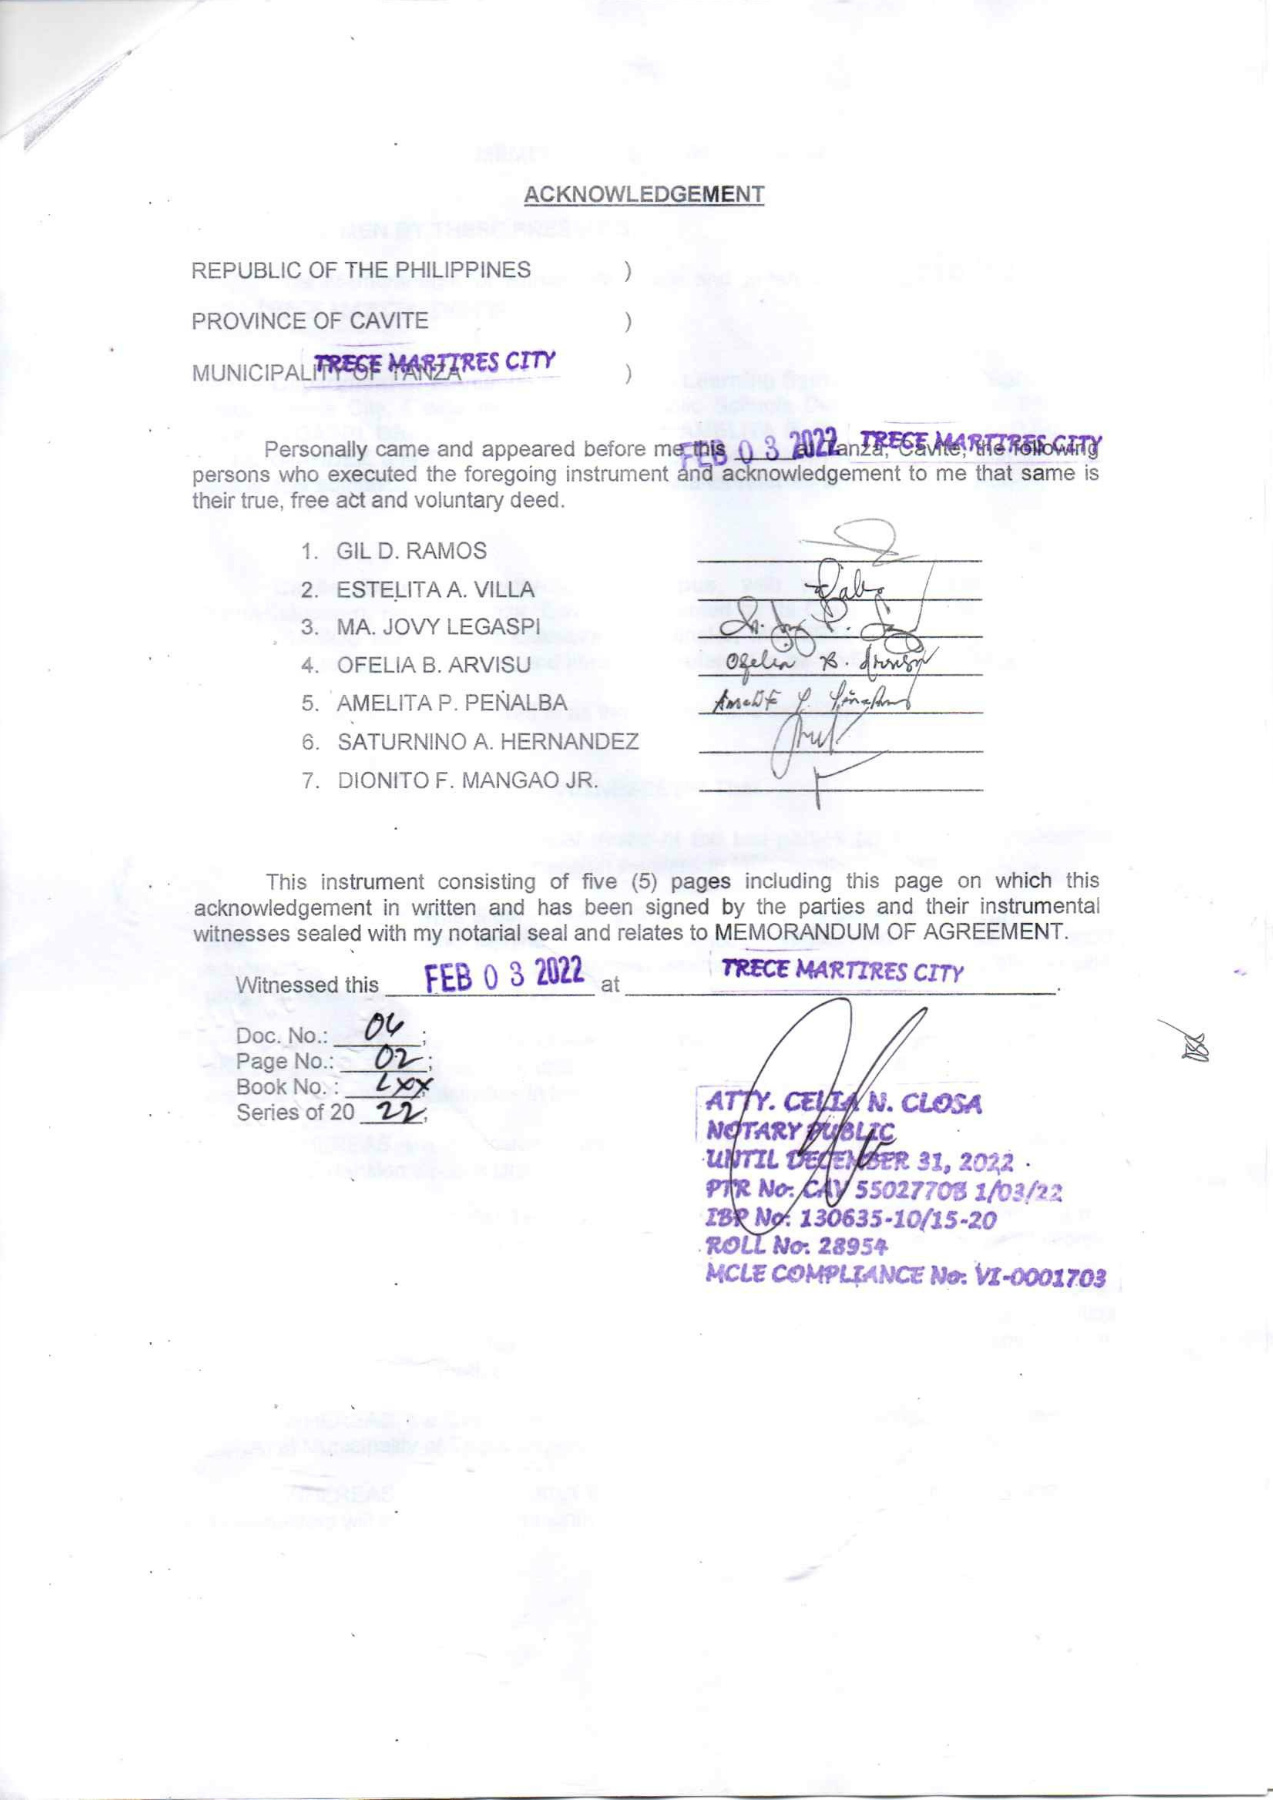 ACKNOWLEDGEMENT
REPUBLIC OF THE PHILIPPINES )
PROVINCE OF CAVITE )
MUNICIPALITY OF TANZA )
TRECE MARTIRES CITY
Personally came and appeared before me this FEB 03 2022 at Tanza, Cavite, the following
TRECE MARTIRES CITY
persons who executed the foregoing instrument and acknowledgement to me that same is
their true, free act and voluntary deed.
1. GIL D. RAMOS
2. ESTELITA A. VILLA
3. MA. JOVY LEGASPI
4. OFELIA B. ARVISU
5. AMELITA P. PEÑALBA
6. SATURNINO A. HERNANDEZ
7. DIONITO F. MANGAO JR.
This instrument consisting of five (5) pages including this page on which this
acknowledgement in written and has been signed by the parties and their instrumental
witnesses sealed with my notarial seal and relates to MEMORANDUM OF AGREEMENT.
Witnessed this FEB 03 2022 at TRECE MARTIRES CITY.
Doc. No.: 04;
Page No.: 02;
Book No.: LXX
Series of 20 22;
ATTY. CELIA N. CLOSA
NOTARY PUBLIC
UNTIL DECEMBER 31, 2022
PTR No: CAV 5502770B 1/03/22
IBP No: 130635-10/15-20
ROLL No: 28954
MCLE COMPLIANCE No: VI-0001703